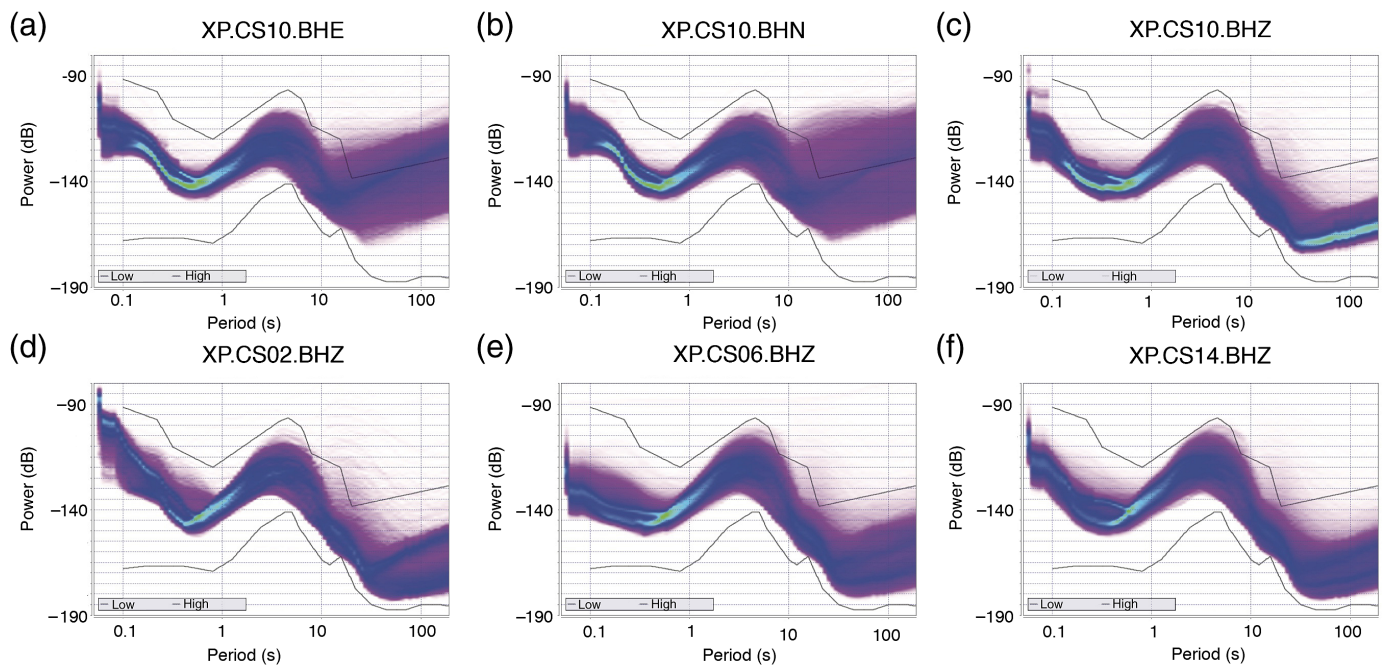 (a) XP.CS10.BHE
−90
−140
−190
Power (dB)
Low High
0.1 1 10 100
Period (s)
(b) XP.CS10.BHN
−90
−140
−190
Power (dB)
Low High
0.1 1 10 100
Period (s)
(c) XP.CS10.BHZ
−90
−140
−190
Power (dB)
Low High
0.1 1 10 100
Period (s)
(d) XP.CS02.BHZ
−90
−140
−190
Power (dB)
Low High
0.1 1 10 100
Period (s)
(e) XP.CS06.BHZ
−90
−140
−190
Power (dB)
Low High
0.1 1 10 100
Period (s)
(f) XP.CS14.BHZ
−90
−140
−190
Power (dB)
Low High
0.1 1 10 100
Period (s)